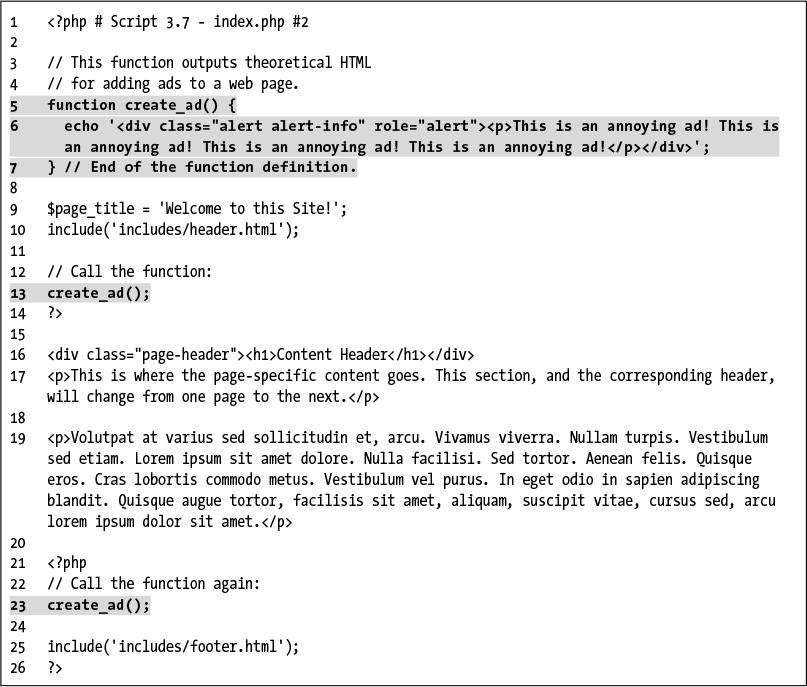 1 <?php # Script 3.7 - index.php #2
2
3 // This function outputs theoretical HTML
4 // for adding ads to a web page.
5 function create_ad() {
6 echo '<div class="alert alert-info" role="alert"><p>This is an annoying ad! This is
an annoying ad! This is an annoying ad! This is an annoying ad!</p></div>';
7 } // End of the function definition.
8
9 $page_title = 'Welcome to this Site!';
10 include('includes/header.html');
11
12 // Call the function:
13 create_ad();
14 ?>
15
16 <div class="page-header"><h1>Content Header</h1></div>
17 <p>This is where the page-specific content goes. This section, and the corresponding header,
will change from one page to the next.</p>
18
19 <p>Volutpat at varius sed sollicitudin et, arcu. Vivamus viverra. Nullam turpis. Vestibulum
sed etiam. Lorem ipsum sit amet dolore. Nulla facilisi. Sed tortor. Aenean felis. Quisque
eros. Cras lobortis commodo metus. Vestibulum vel purus. In eget odio in sapien adipiscing
blandit. Quisque augue tortor, facilisis sit amet, aliquam, suscipit vitae, cursus sed, arcu
lorem ipsum dolor sit amet.</p>
20
21 <?php
22 // Call the function again:
23 create_ad();
24
25 include('includes/footer.html');
26 ?>